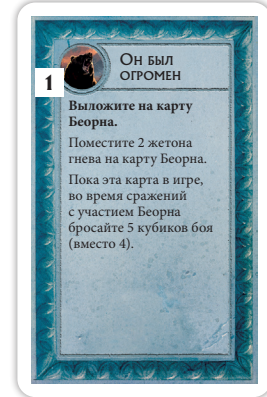 Он был
огромен
1
Выложите на карту
Беорна.
Поместите 2 жетона
гнева на карту Беорна.
Пока эта карта в игре,
во время сражений
с участием Беорна
бросайте 5 кубиков боя
(вместо 4).